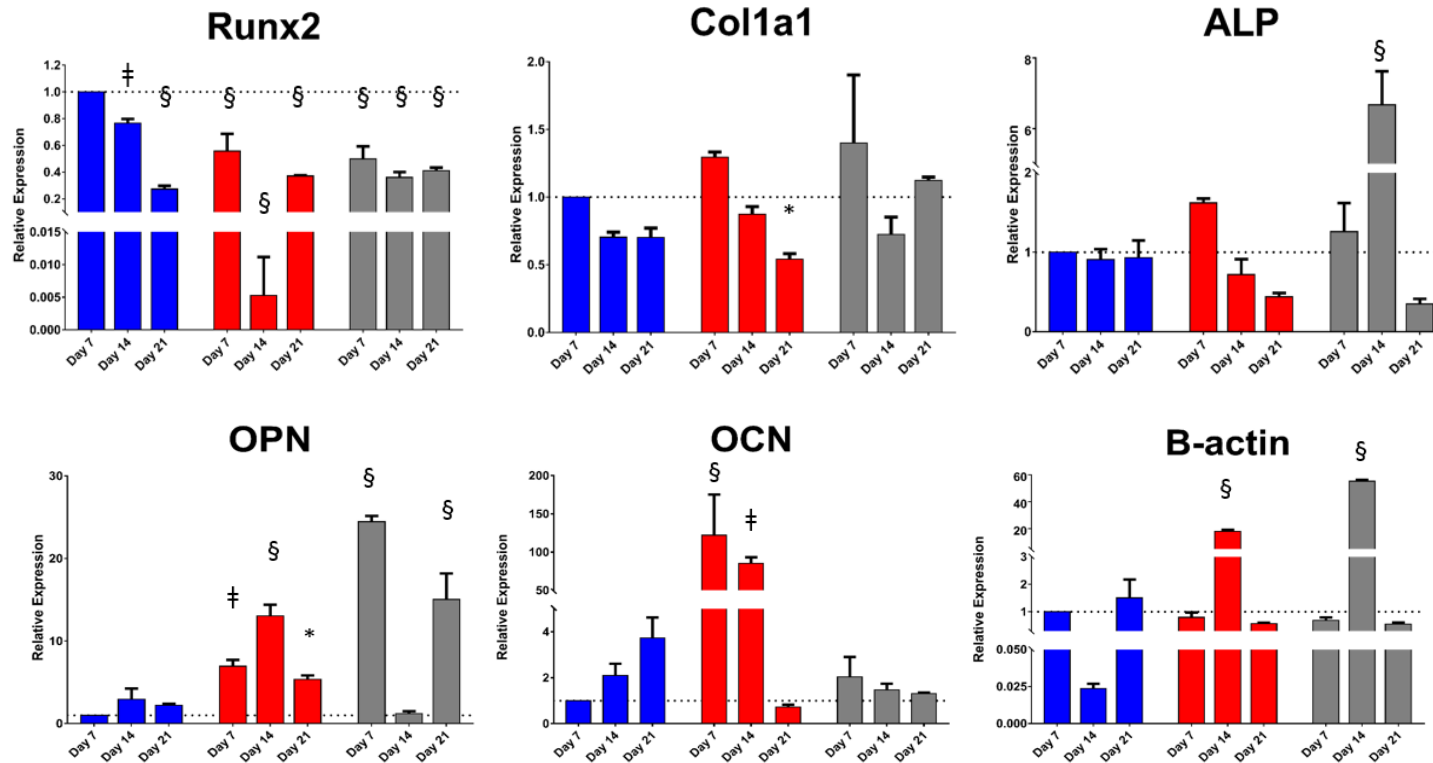 Runx2
‡
§
§
§
§
§
§
§
Relative Expression
1.2
1.0
0.8
0.6
0.4
0.2
0.015
0.010
0.005
0.000
Day 7
Day 14
Day 21
Day 7
Day 14
Day 21
Day 7
Day 14
Day 21
Col1a1
*
Relative Expression
2.0
1.5
1.0
0.5
0.0
Day 7
Day 14
Day 21
Day 7
Day 14
Day 21
Day 7
Day 14
Day 21
ALP
§
Relative Expression
8
6
2
1
0
Day 7
Day 14
Day 21
Day 7
Day 14
Day 21
Day 7
Day 14
Day 21
OPN
‡
§
*
§
§
Relative Expression
30
20
10
0
Day 7
Day 14
Day 21
Day 7
Day 14
Day 21
Day 7
Day 14
Day 21
OCN
§
‡
Relative Expression
200
150
100
50
4
2
0
Day 7
Day 14
Day 21
Day 7
Day 14
Day 21
Day 7
Day 14
Day 21
B-actin
§
§
Relative Expression
60
40
20
3
2
1
0.050
0.025
0.000
Day 7
Day 14
Day 21
Day 7
Day 14
Day 21
Day 7
Day 14
Day 21